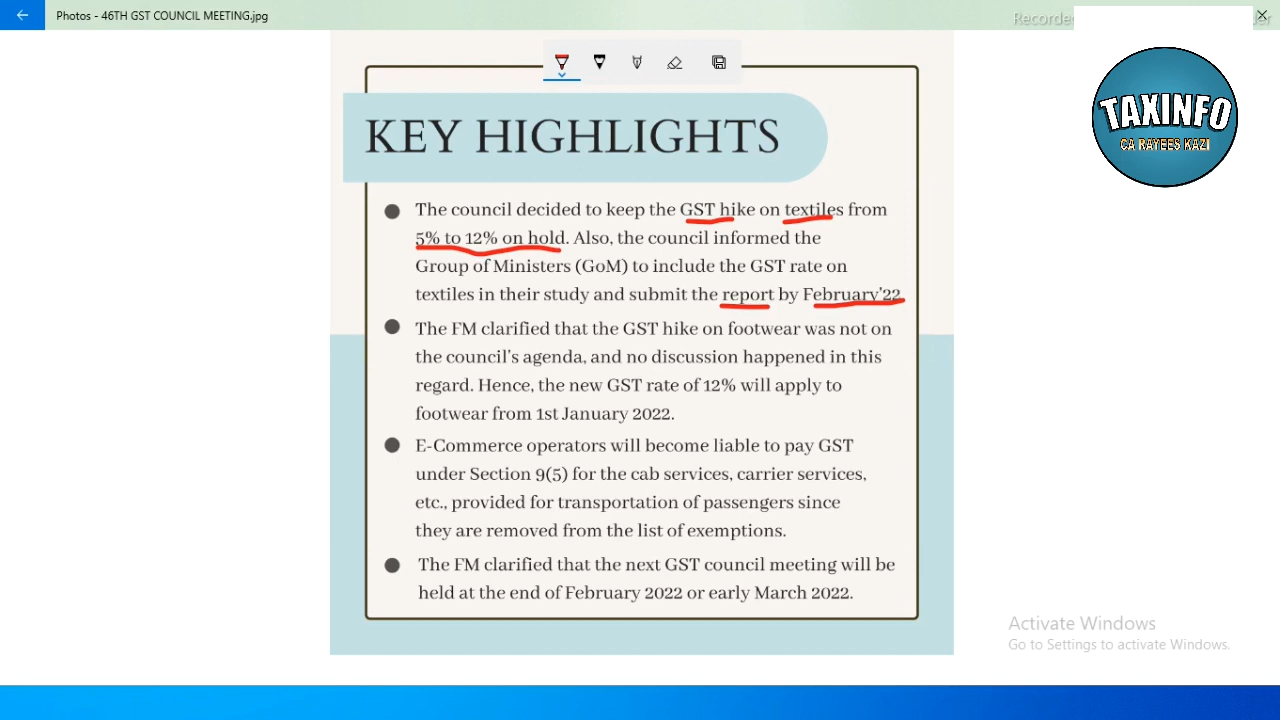 Photos - 46TH GST COUNCIL MEETING.jpg
TAXINFO
CA RAYEES KAZI
KEY HIGHLIGHTS
The council decided to keep the GST hike on textiles from
5% to 12% on hold. Also, the council informed the
Group of Ministers (GoM) to include the GST rate on
textiles in their study and submit the report by February'22
The FM clarified that the GST hike on footwear was not on
the council's agenda, and no discussion happened in this
regard. Hence, the new GST rate of 12% will apply to
footwear from 1st January 2022.
E-Commerce operators will become liable to pay GST
under Section 9(5) for the cab services, carrier services,
etc., provided for transportation of passengers since
they are removed from the list of exemptions.
The FM clarified that the next GST council meeting will be
held at the end of February 2022 or early March 2022.
Activate Windows
Go to Settings to activate Windows.